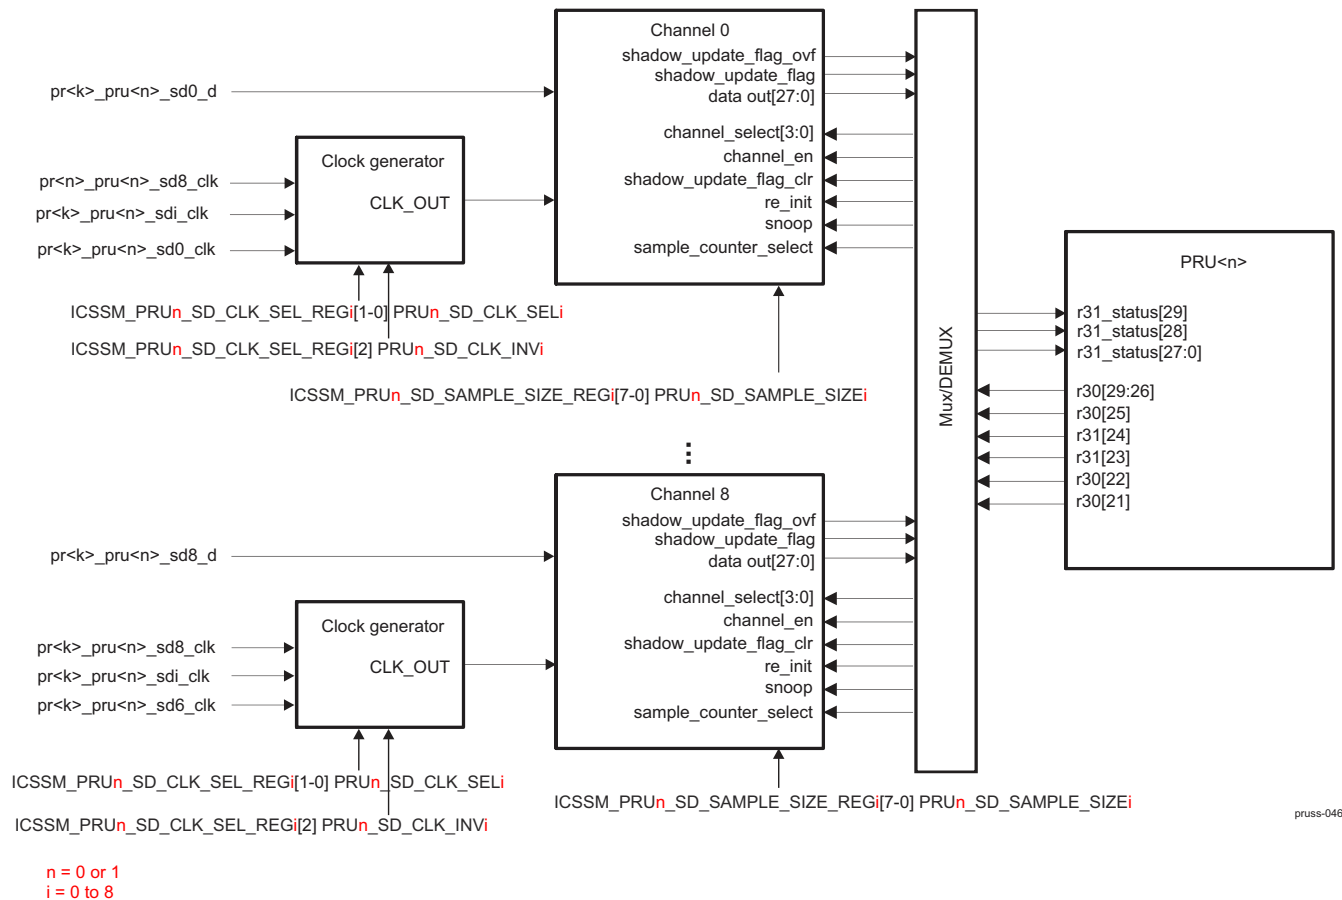 Channel 0
shadow_update_flag_ovf
shadow_update_flag
data out[27:0]
channel_select[3:0]
channel_en
shadow_update_flag_clr
re_init
snoop
sample_counter_select
pr<k>_pru<n>_sd0_d
Clock generator
CLK_OUT
pr<n>_pru<n>_sd8_clk
pr<k>_pru<n>_sdi_clk
pr<k>_pru<n>_sd0_clk
ICSSM_PRUn_SD_CLK_SEL_REGi[1-0] PRUn_SD_CLK_SELi
ICSSM_PRUn_SD_CLK_SEL_REGi[2] PRUn_SD_CLK_INVi
ICSSM_PRUn_SD_SAMPLE_SIZE_REGi[7-0] PRUn_SD_SAMPLE_SIZEi
Mux/DEMUX
PRU<n>
r31_status[29]
r31_status[28]
r31_status[27:0]
r30[29:26]
r30[25]
r31[24]
r31[23]
r30[22]
r30[21]
Channel 8
shadow_update_flag_ovf
shadow_update_flag
data out[27:0]
channel_select[3:0]
channel_en
shadow_update_flag_clr
re_init
snoop
sample_counter_select
pr<k>_pru<n>_sd8_d
Clock generator
CLK_OUT
pr<k>_pru<n>_sd8_clk
pr<k>_pru<n>_sdi_clk
pr<k>_pru<n>_sd6_clk
ICSSM_PRUn_SD_CLK_SEL_REGi[1-0] PRUn_SD_CLK_SELi
ICSSM_PRUn_SD_CLK_SEL_REGi[2] PRUn_SD_CLK_INVi
ICSSM_PRUn_SD_SAMPLE_SIZE_REGi[7-0] PRUn_SD_SAMPLE_SIZEi
pruss-046
n = 0 or 1
i = 0 to 8